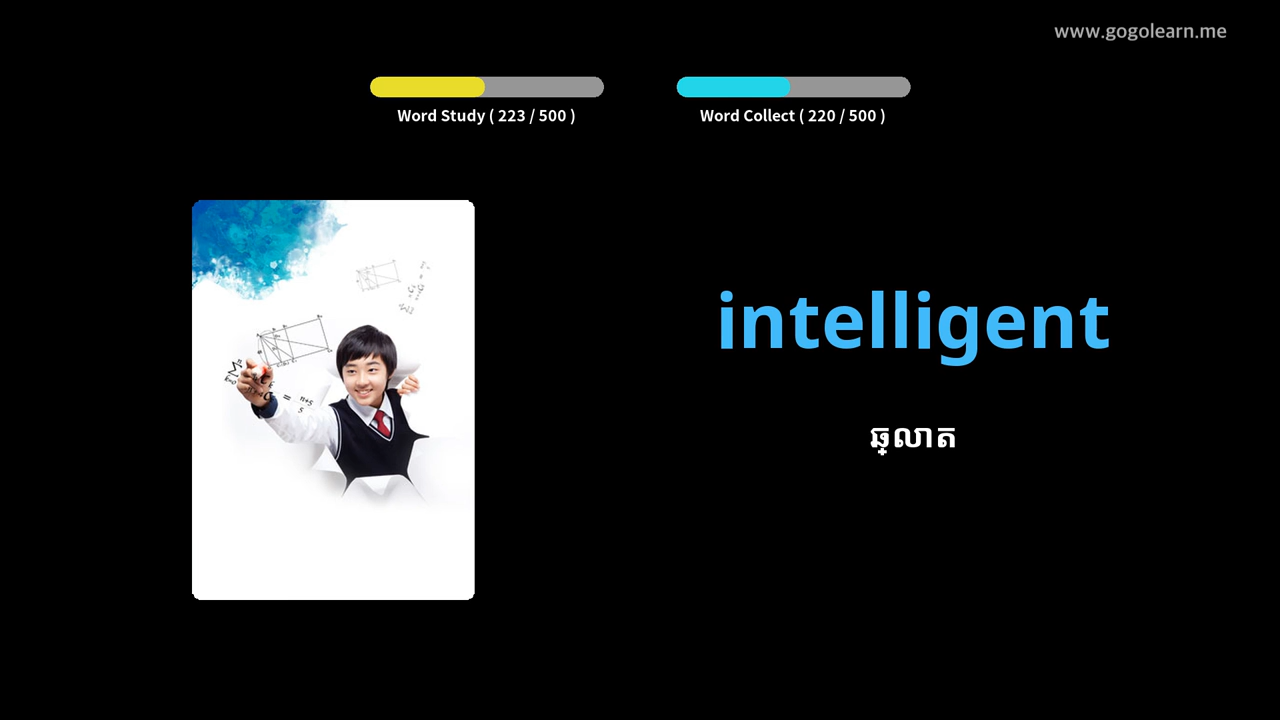 www.gogolearn.me
Word Study ( 223 / 500 )
Word Collect ( 220 / 500 )
intelligent
ឆ្លាត